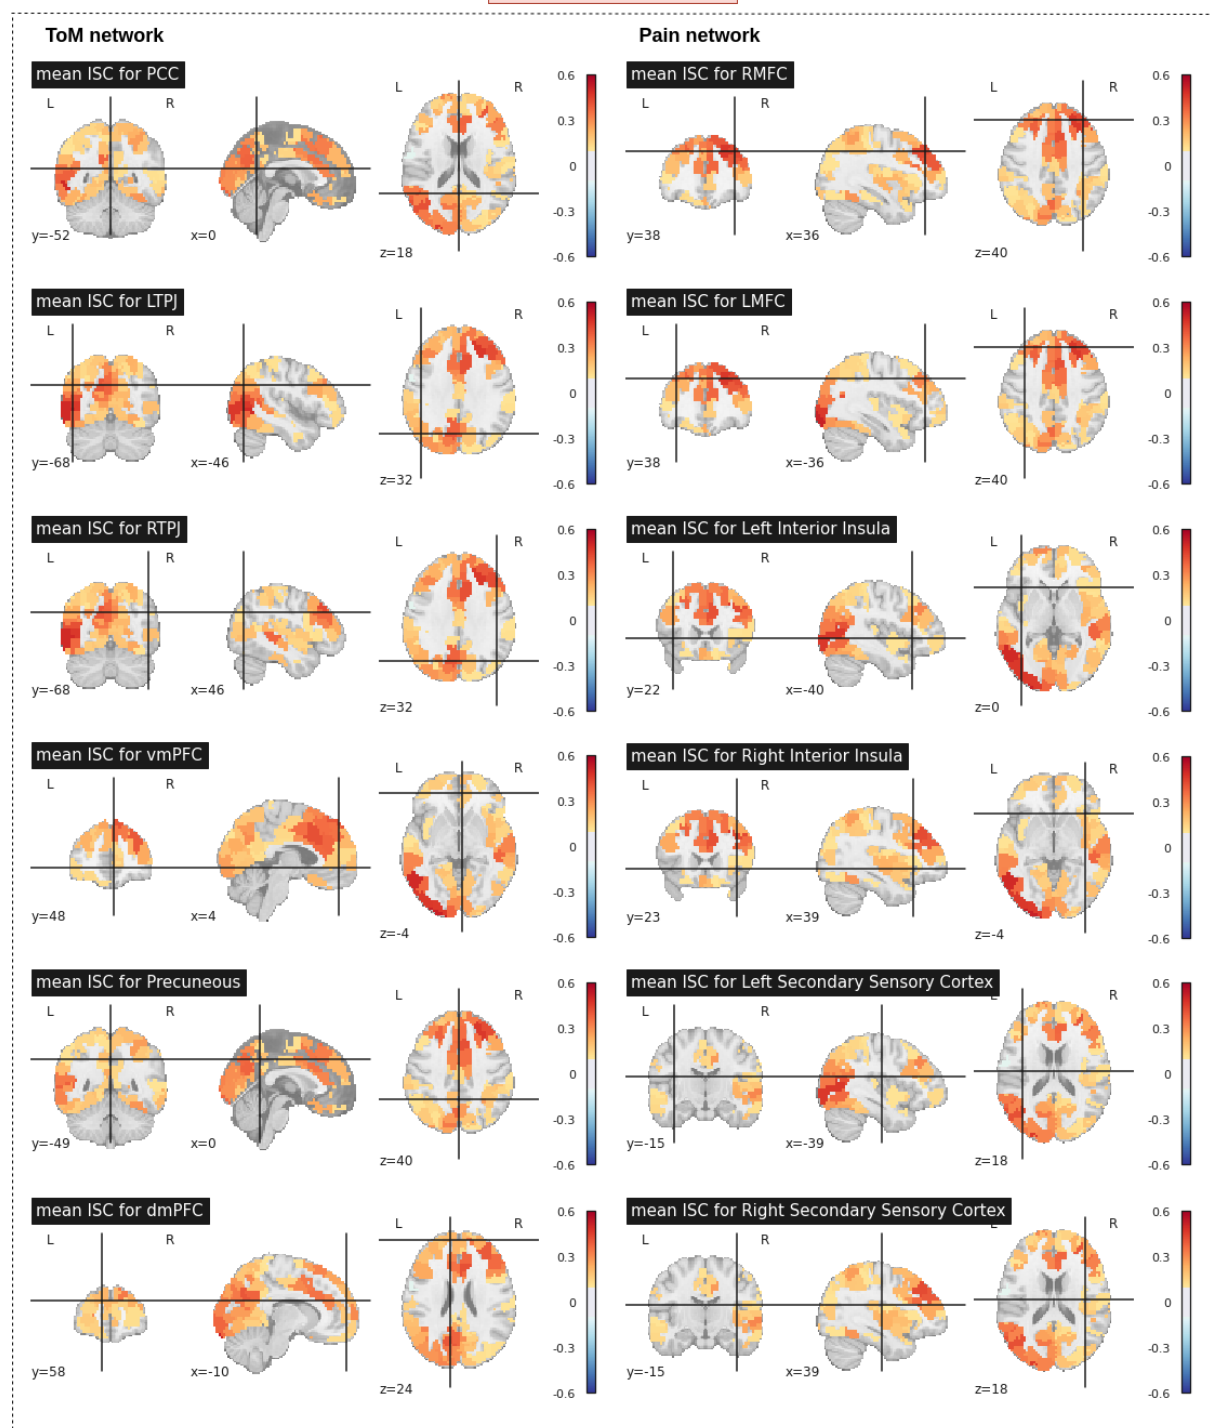 ToM network
mean ISC for PCC
L R L R
y=-52 x=0 z=18
0.6
0.3
0
-0.3
-0.6
mean ISC for LTPJ
L R L R
y=-68 x=-46 z=32
0.6
0.3
0
-0.3
-0.6
mean ISC for RTPJ
L R L R
y=-68 x=46 z=32
0.6
0.3
0
-0.3
-0.6
mean ISC for vmPFC
L R L R
y=48 x=4 z=-4
0.6
0.3
0
-0.3
-0.6
mean ISC for Precuneous
L R L R
y=-49 x=0 z=40
0.6
0.3
0
-0.3
-0.6
mean ISC for dmPFC
L R L R
y=58 x=-10 z=24
0.6
0.3
0
-0.3
-0.6
Pain network
mean ISC for RMFC
L R L R
y=38 x=36 z=40
0.6
0.3
0
-0.3
-0.6
mean ISC for LMFC
L R L R
y=38 x=-36 z=40
0.6
0.3
0
-0.3
-0.6
mean ISC for Left Interior Insula
L R L R
y=22 x=-40 z=0
0.6
0.3
0
-0.3
-0.6
mean ISC for Right Interior Insula
L R L R
y=23 x=39 z=-4
0.6
0.3
0
-0.3
-0.6
mean ISC for Left Secondary Sensory Cortex
L R L R
y=-15 x=-39 z=18
0.6
0.3
0
-0.3
-0.6
mean ISC for Right Secondary Sensory Cortex
L R L R
y=-15 x=39 z=18
0.6
0.3
0
-0.3
-0.6